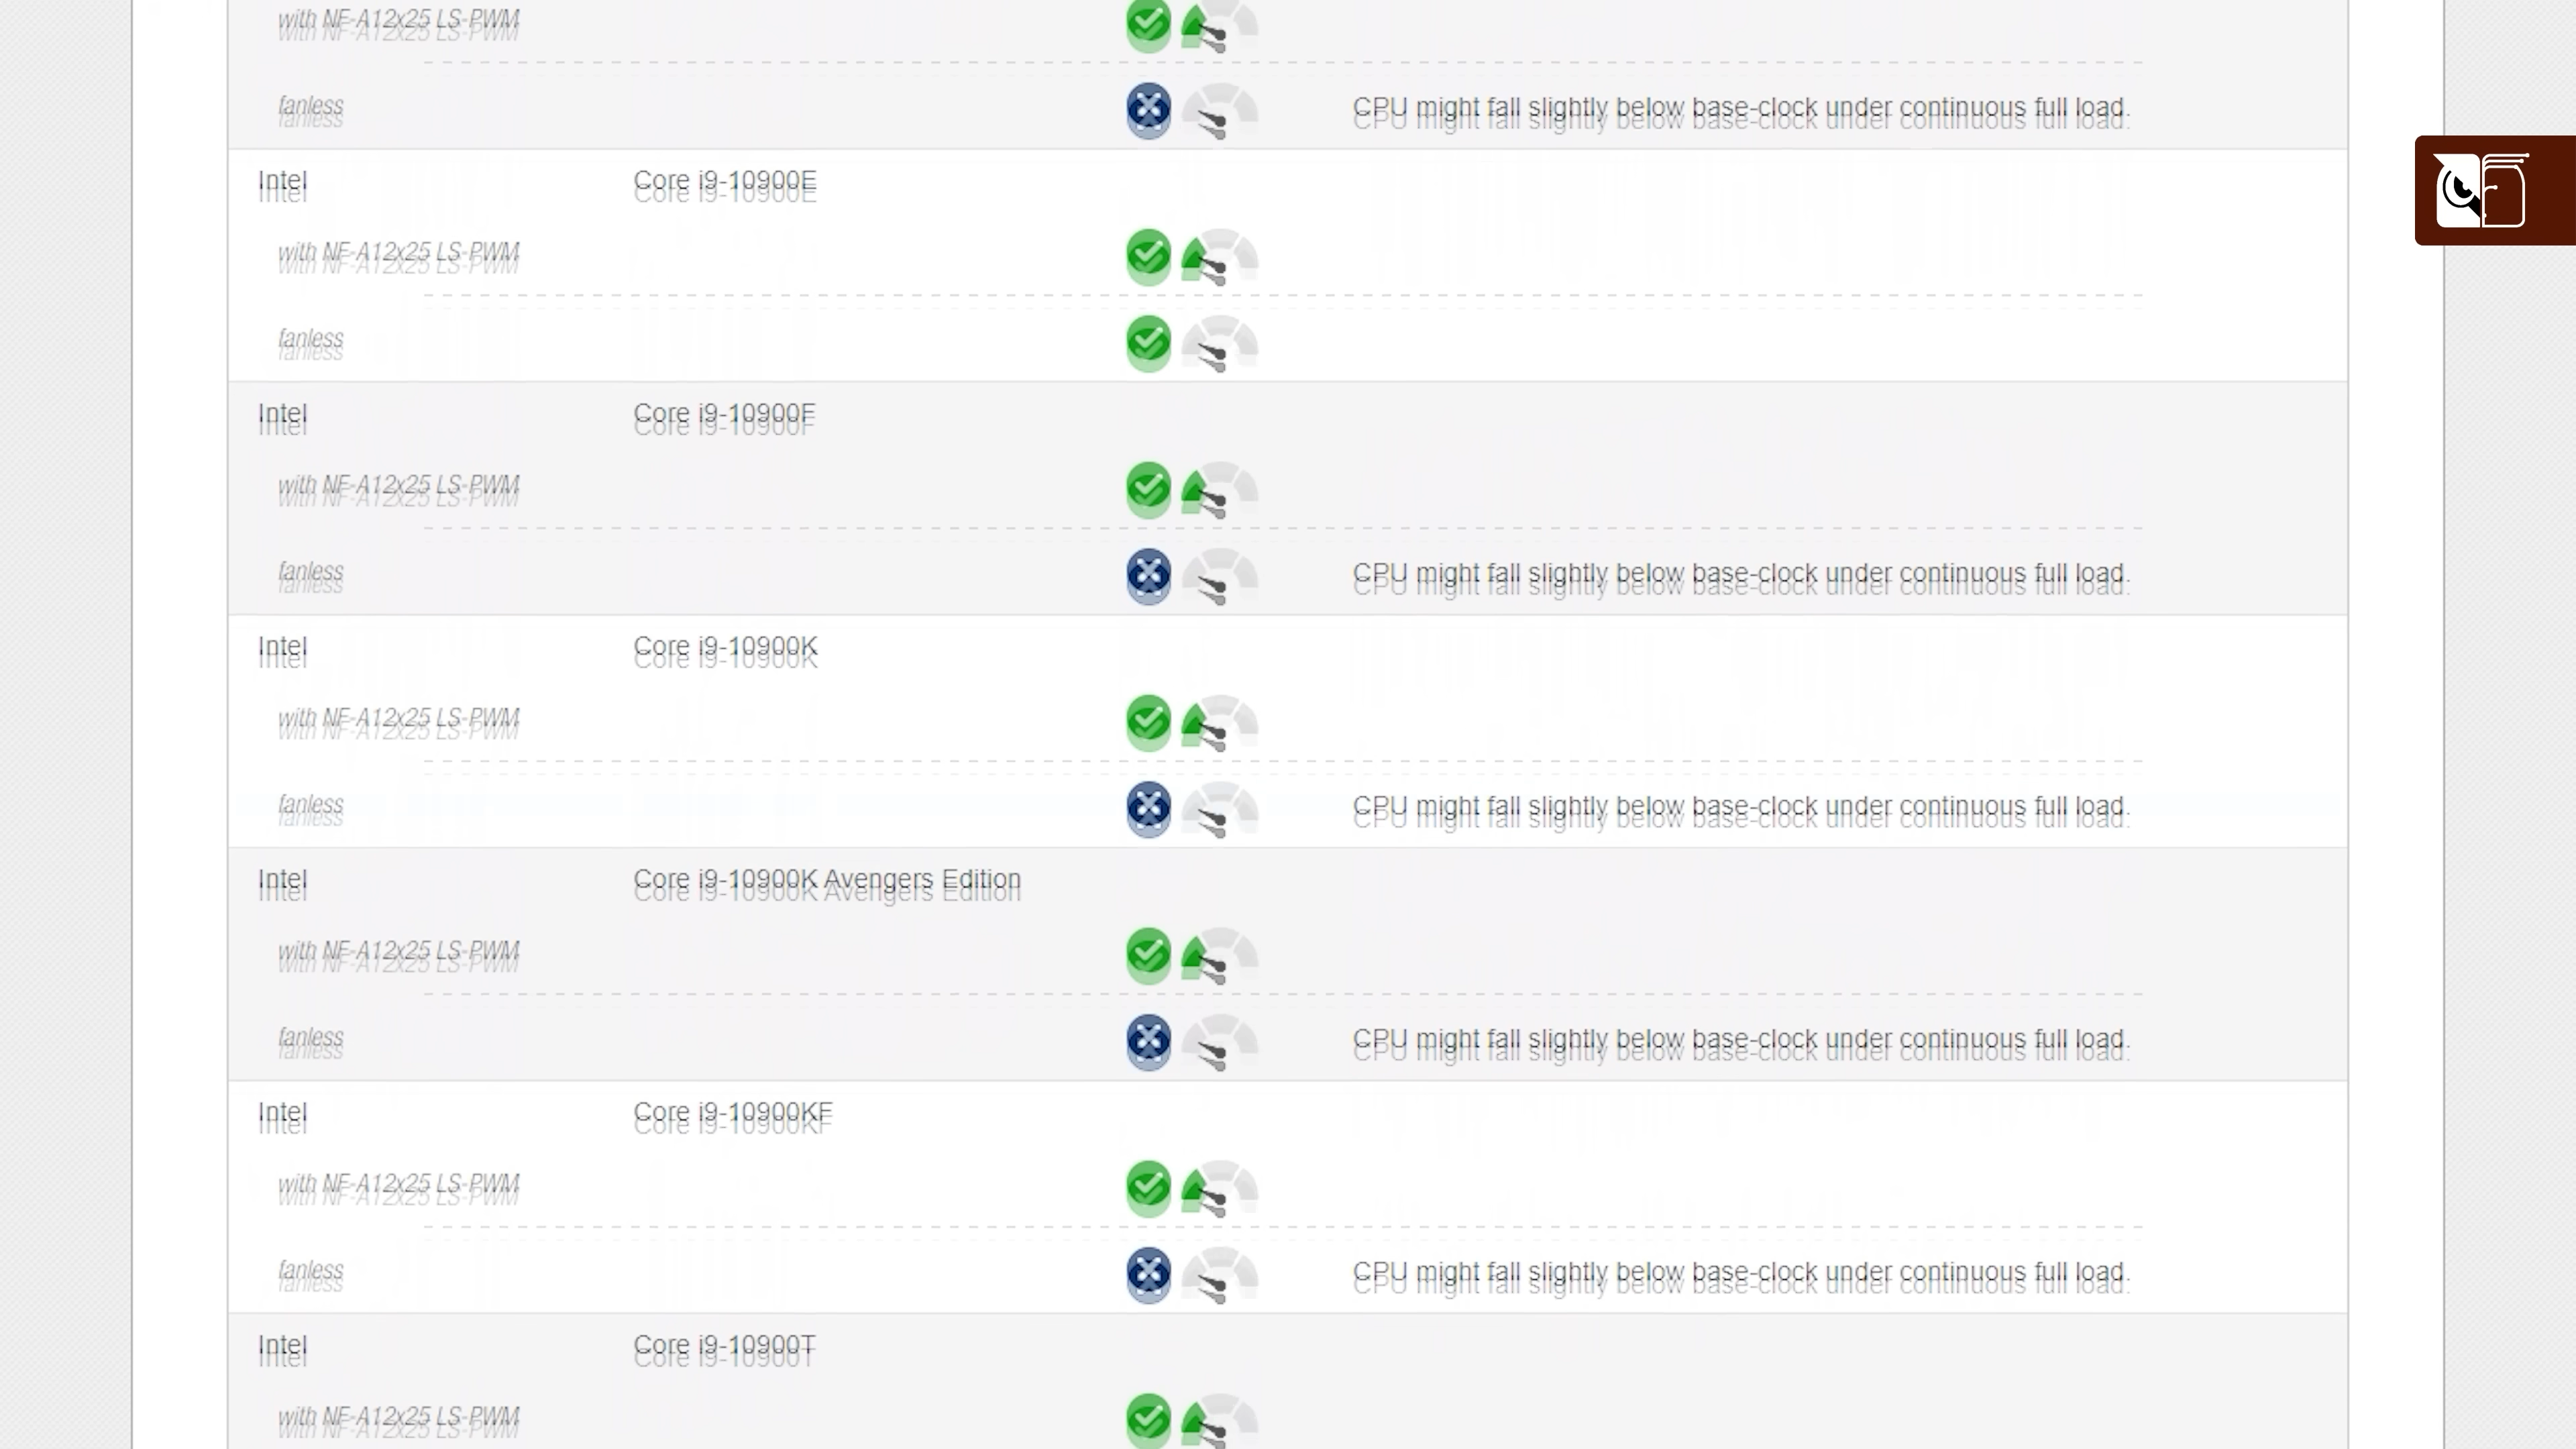 with NF-A12x25 LS-PWM
fanless CPU might fall slightly below base-clock under continuous full load.
Intel Core i9-10900E
with NF-A12x25 LS-PWM
fanless
Intel Core i9-10900F
with NF-A12x25 LS-PWM
fanless CPU might fall slightly below base-clock under continuous full load.
Intel Core i9-10900K
with NF-A12x25 LS-PWM
fanless CPU might fall slightly below base-clock under continuous full load.
Intel Core i9-10900K Avengers Edition
with NF-A12x25 LS-PWM
fanless CPU might fall slightly below base-clock under continuous full load.
Intel Core i9-10900KF
with NF-A12x25 LS-PWM
fanless CPU might fall slightly below base-clock under continuous full load.
Intel Core i9-10900T
with NF-A12x25 LS-PWM